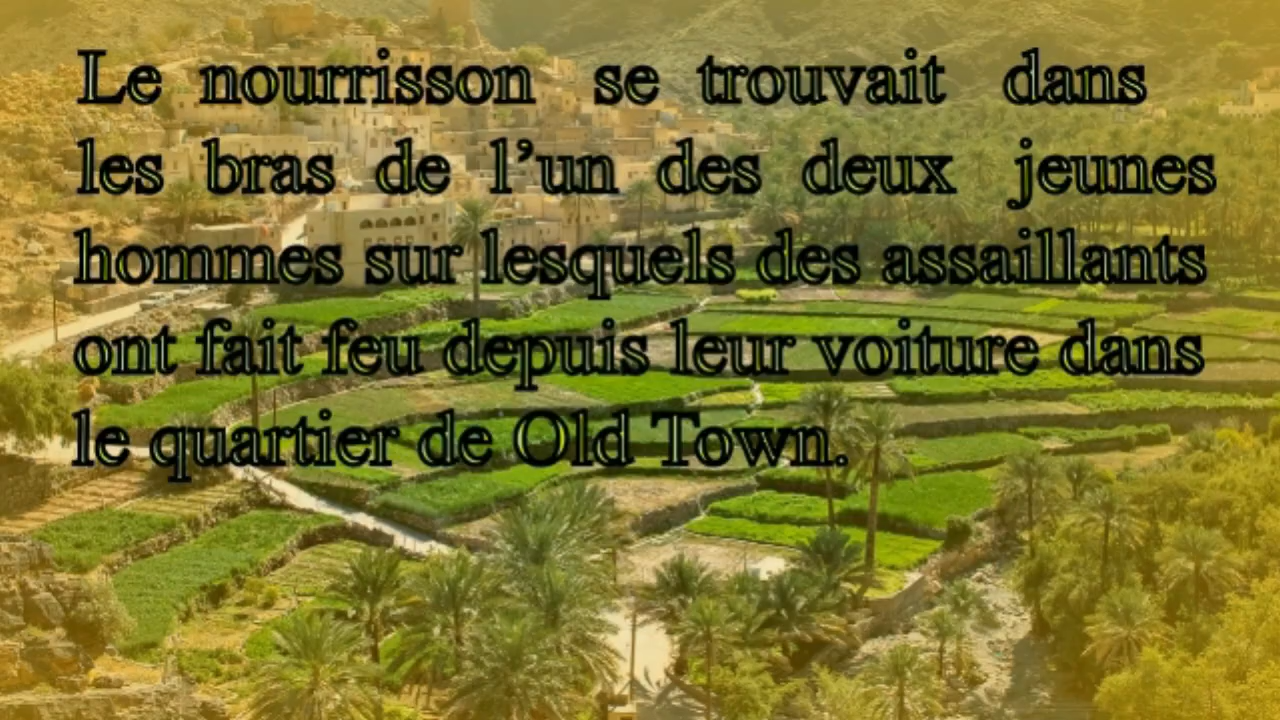 Le nourrisson se trouvait dans
les bras de l’un des deux jeunes
hommes sur lesquels des assaillants
ont fait feu depuis leur voiture dans
le quartier de Old Town.